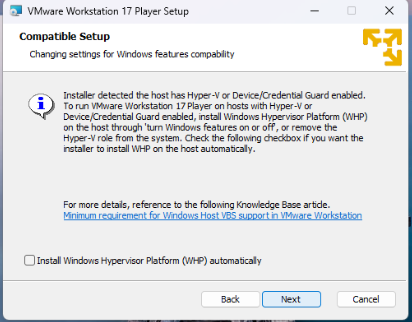 VMware Workstation 17 Player Setup
Compatible Setup
Changing settings for Windows features compability
Installer detected the host has Hyper-V or Device/Credential Guard enabled.
To run VMware Workstation 17 Player on hosts with Hyper-V or
Device/Credential Guard enabled, install Windows Hypervisor Platform (WHP)
on the host through 'turn Windows features on or off', or remove the
Hyper-V role from the system. Check the following checkbox if you want the
installer to install WHP on the host automatically.
For more details, reference to the following Knowledge Base article.
Minimum requirement for Windows Host VBS support in VMware Workstation
Install Windows Hypervisor Platform (WHP) automatically
Back Next Cancel